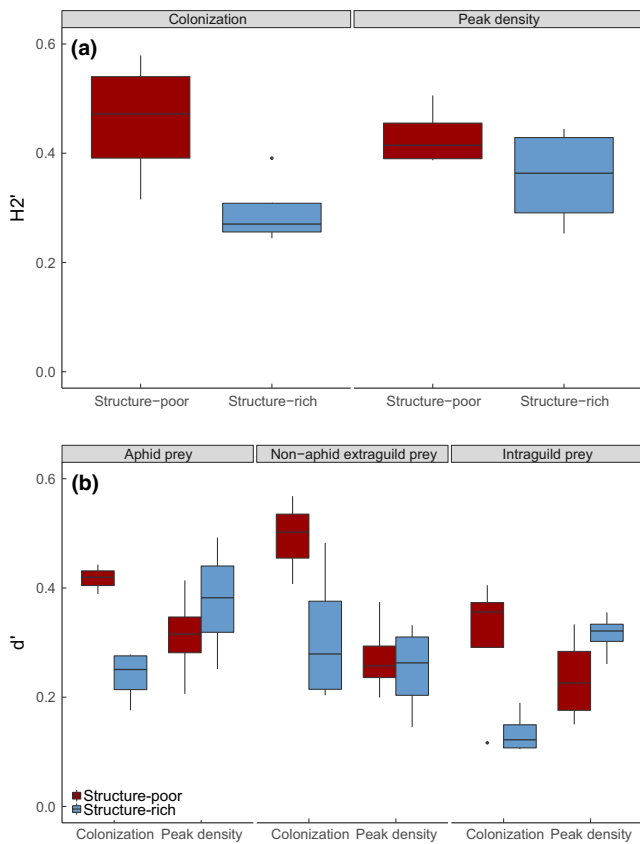 Colonization Peak density
(a)
0.6
0.4
0.2
0.0
H2'
Structure−poor Structure−rich Structure−poor Structure−rich
Aphid prey Non−aphid extraguild prey Intraguild prey
(b)
0.6
0.4
0.2
0.0
d'
Structure-poor
Structure-rich
Colonization Peak density Colonization Peak density Colonization Peak density